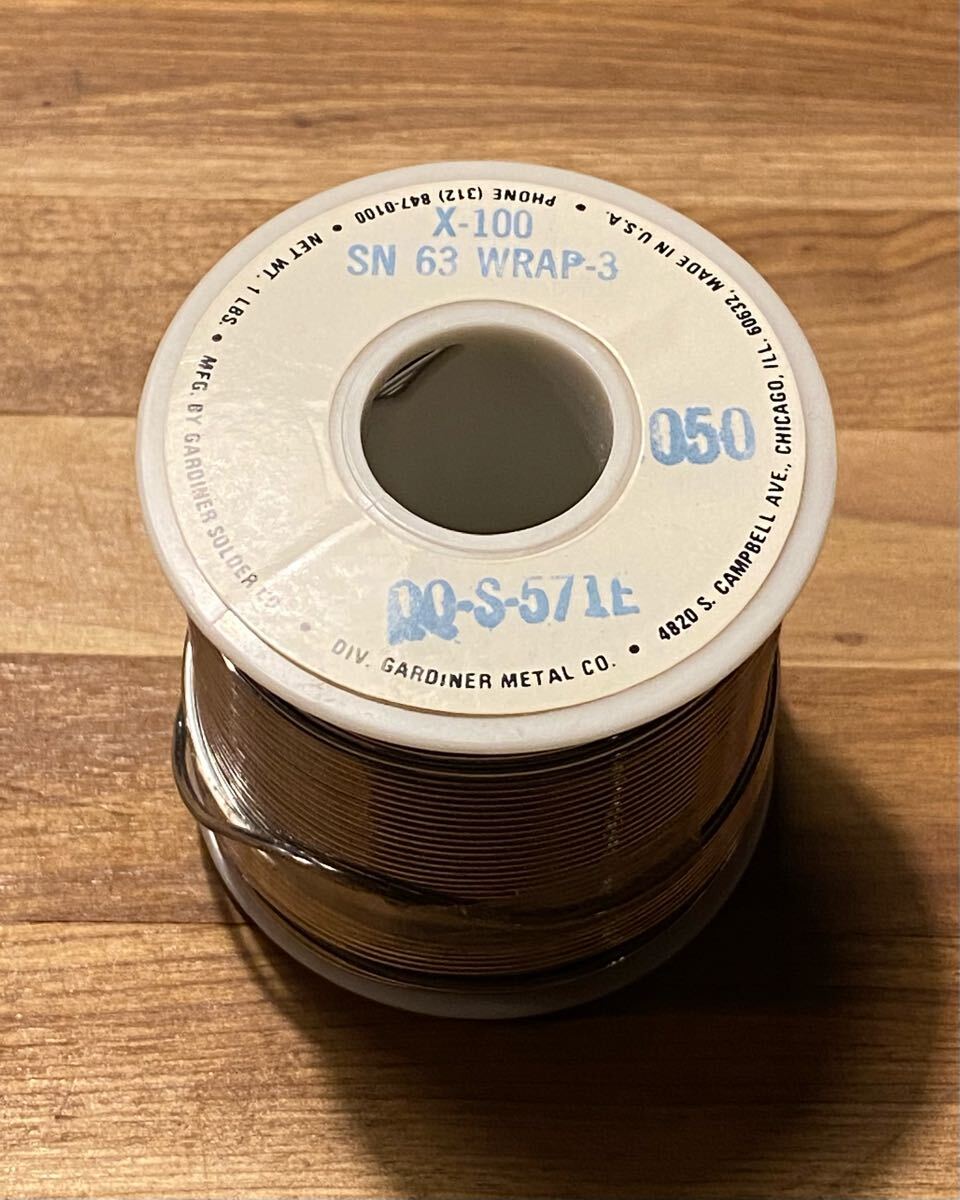 X-100
SN 63 WRAP-3
050
QQ-S-571E
MFG. BY GARDINER SOLDER CO. • DIV. GARDINER METAL CO. • 4820 S. CAMPBELL AVE., CHICAGO, ILL. 60632, MADE IN U.S.A. • PHONE (312) 847-0100 • NET WT. 1 LBS. •